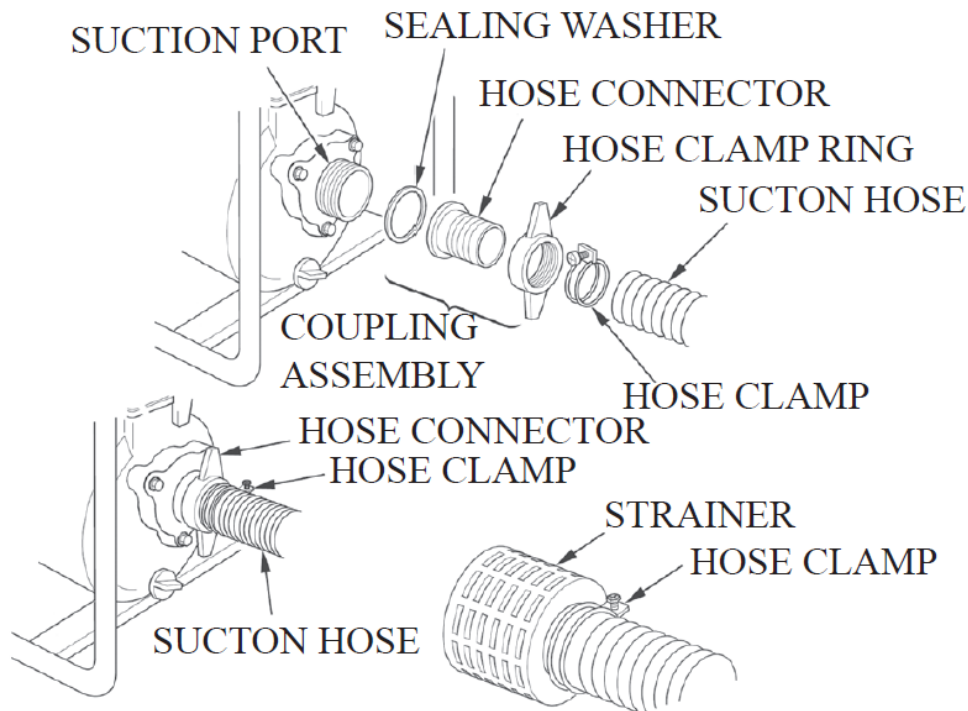 SUCTION PORT
SEALING WASHER
HOSE CONNECTOR
HOSE CLAMP RING
SUCTON HOSE
COUPLING
ASSEMBLY
HOSE CLAMP
HOSE CONNECTOR
HOSE CLAMP
SUCTON HOSE
STRAINER
HOSE CLAMP